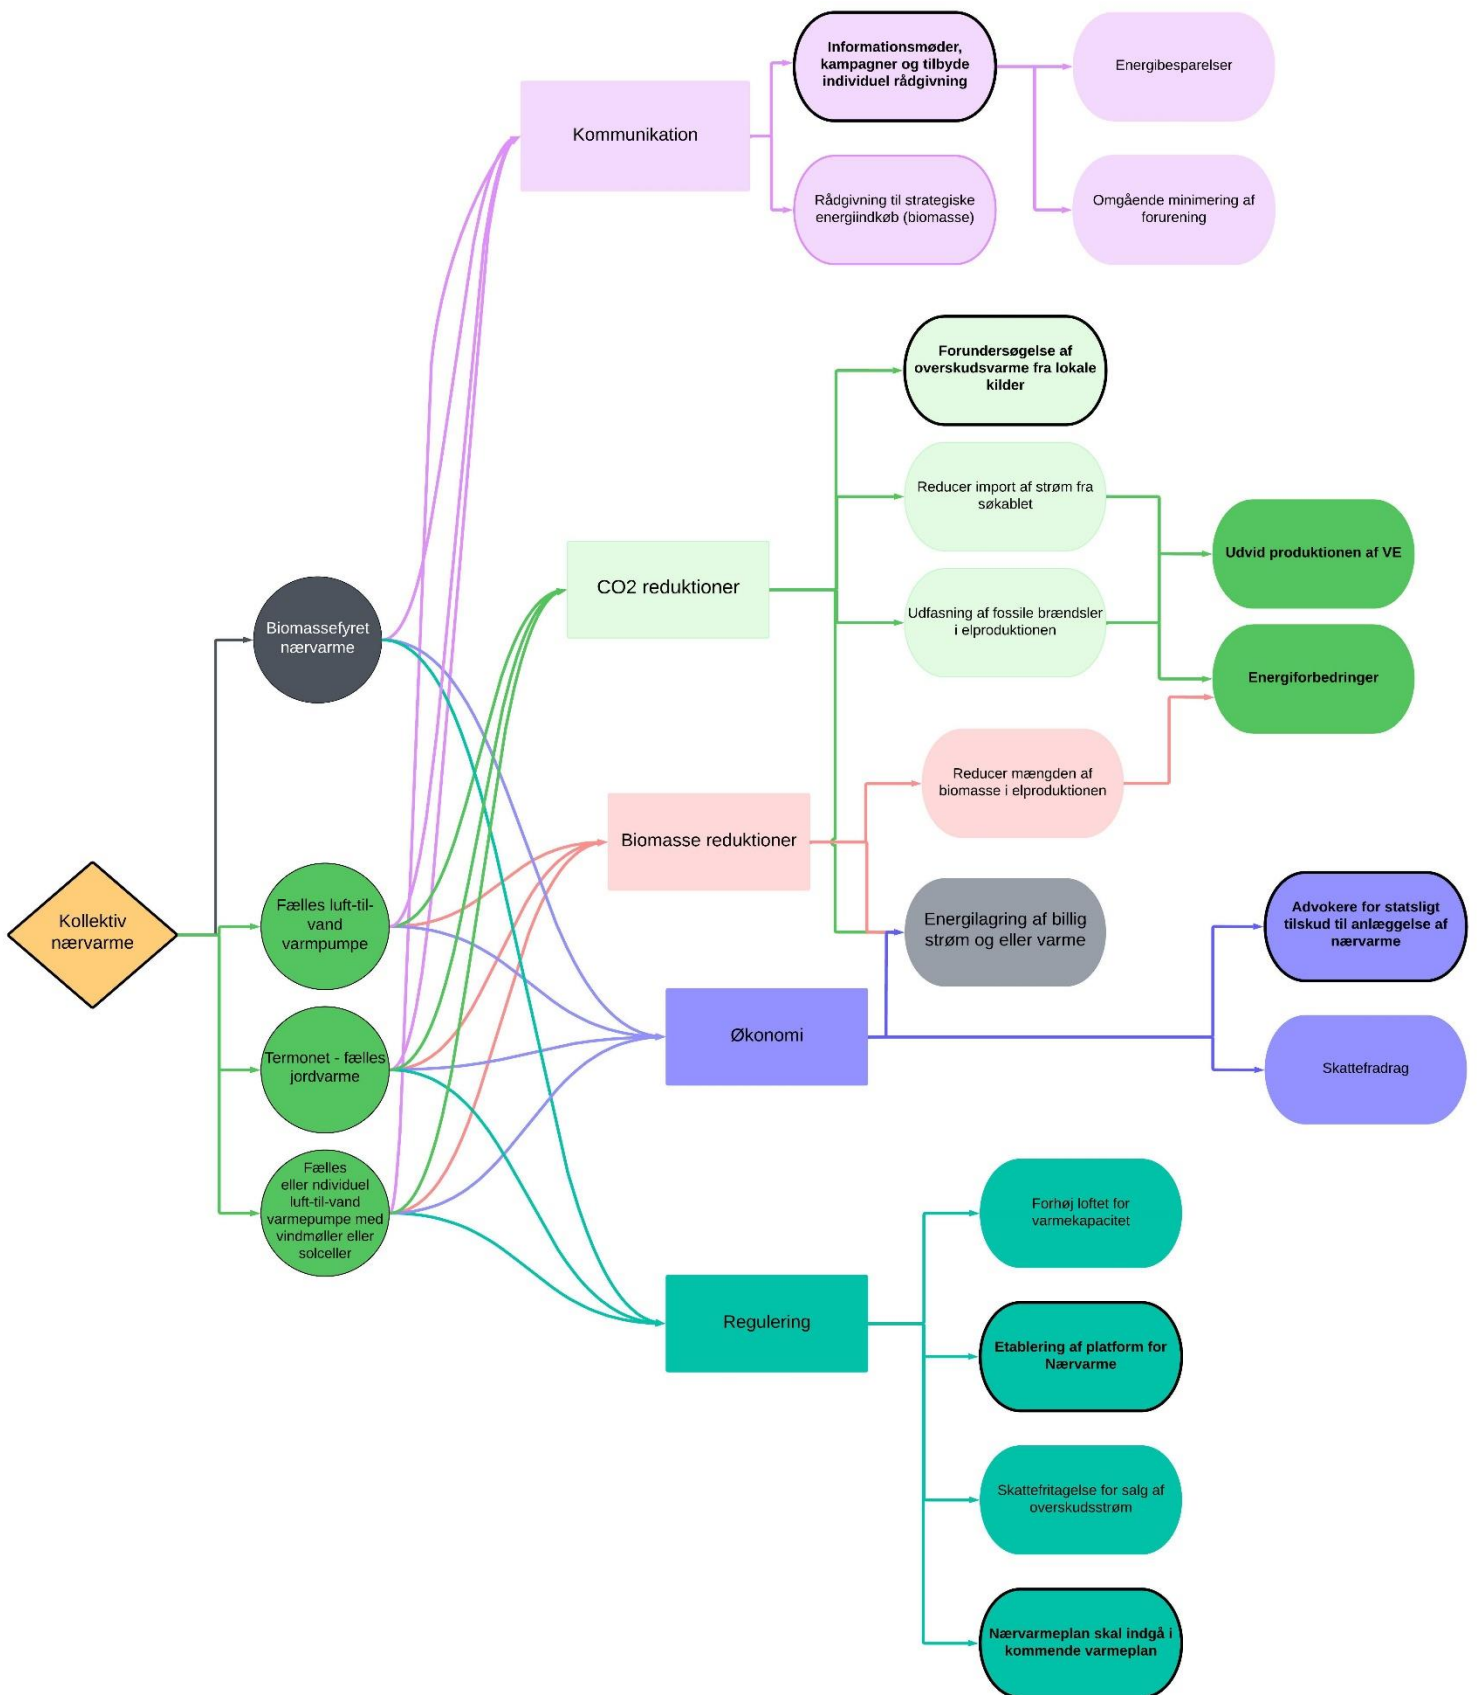 Informationsmøder,
kampagner og tilbyde
individuel rådgivning
Energibesparelser
Kommunikation
Rådgivning til strategiske
energiindkøb (biomasse)
Omgående minimering af
forurening
Forundersøgelse af
overskudsvarme fra lokale
kilder
Reducer import af strøm fra
søkablet
Udvid produktionen af VE
CO2 reduktioner
Udfasning af fossile brændsler
i elproduktionen
Biomassefyret
nærvarme
Energiforbedringer
Reducer mængden af
biomasse i elproduktionen
Biomasse reduktioner
Kollektiv
nærvarme
Fælles luft-til-
vand
varmpumpe
Energilagring af billig
strøm og eller varme
Advokere for statsligt
tilskud til anlæggelse af
nærvarme
Økonomi
Termonet - fælles
jordvarme
Skattefradrag
Fælles
eller ndividuel
luft-til-vand
varmepumpe med
vindmøller eller
solceller
Forhøj loftet for
varmekapacitet
Regulering
Etablering af platform for
Nærvarme
Skattefritagelse for salg af
overskudsstrøm
Nærvarmeplan skal indgå i
kommende varmeplan